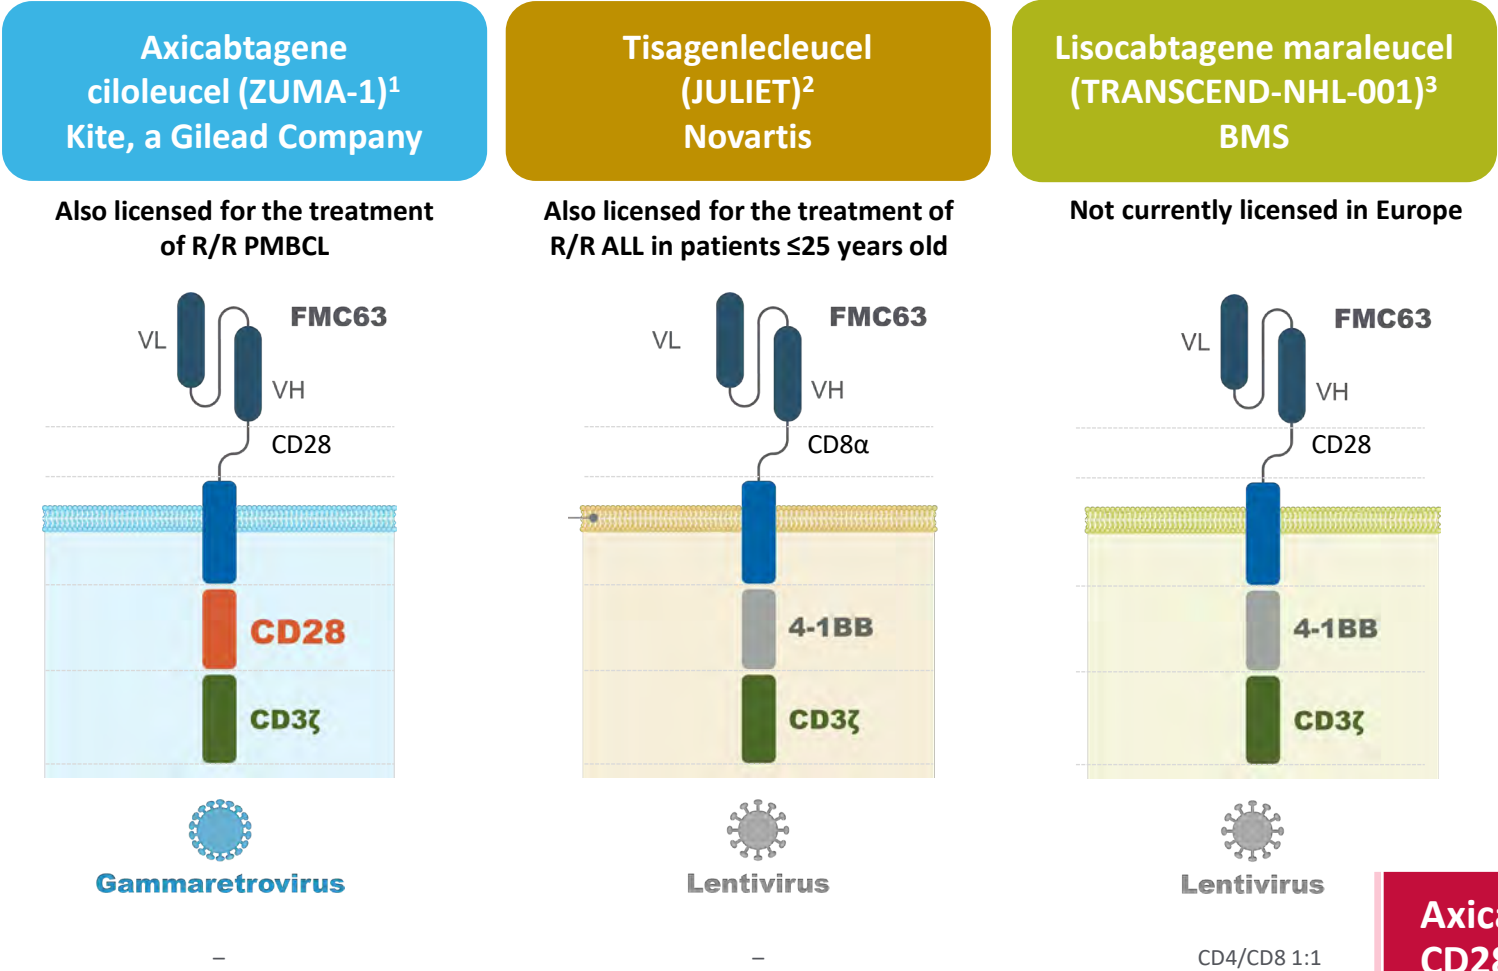 Axicabtagene
ciloleucel (ZUMA-1)¹
Kite, a Gilead Company
Also licensed for the treatment
of R/R PMBCL
VL
FMC63
VH
CD28
CD28
CD3ζ
Gammaretrovirus
–
Tisagenlecleucel
(JULIET)²
Novartis
Also licensed for the treatment of
R/R ALL in patients ≤25 years old
VL
FMC63
VH
CD8α
4-1BB
CD3ζ
Lentivirus
–
Lisocabtagene maraleucel
(TRANSCEND-NHL-001)³
BMS
Not currently licensed in Europe
VL
FMC63
VH
CD28
4-1BB
CD3ζ
Lentivirus
CD4/CD8 1:1
CD28